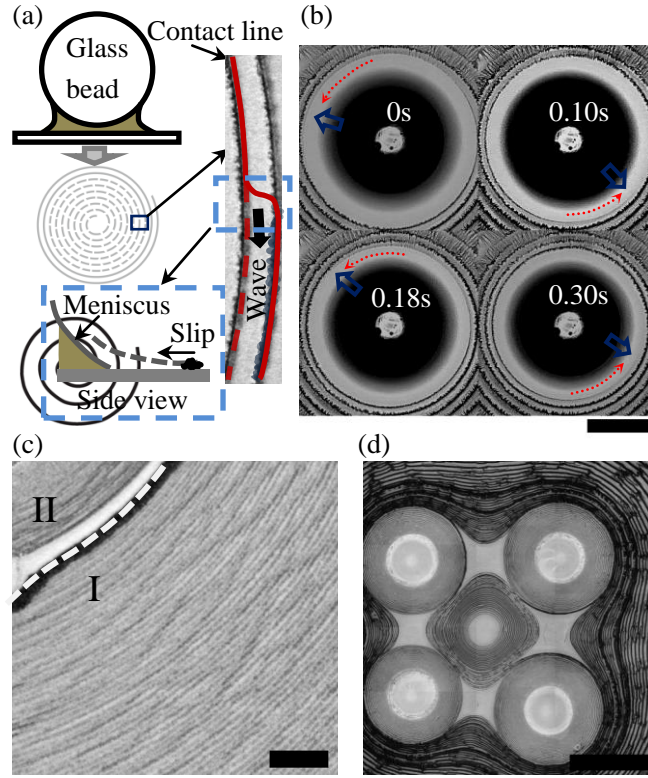 (a)
Glass
bead
Contact line
Wave
Meniscus
Slip
Side view
(b)
0s
0.10s
0.18s
0.30s
(c)
II
I
(d)